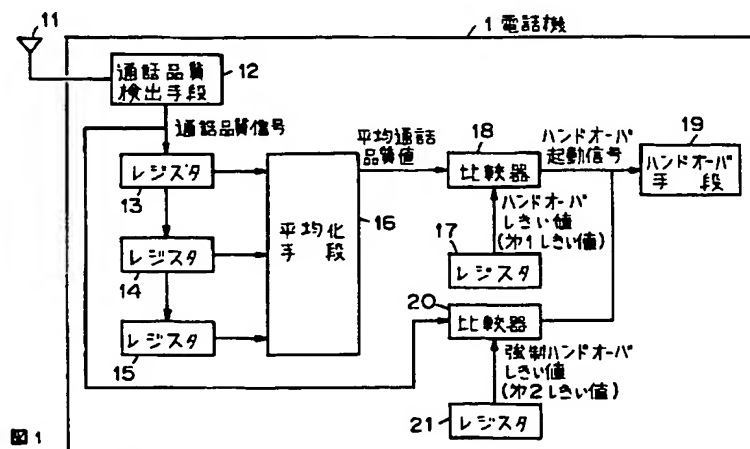 11
1 電話機
通話品質
検出手段
12
通話品質信号
平均通話
品質値
18
ハンドオーバ
起動信号
19
レジスタ
13
平均化
手段
16
比較器
ハンドオーバ
手段
ハンドオーバ
しきい値
(第1しきい値)
17
レジスタ
レジスタ
14
20
比較器
レジスタ
15
強制ハンドオーバ
しきい値
(第2しきい値)
21
レジスタ
図1